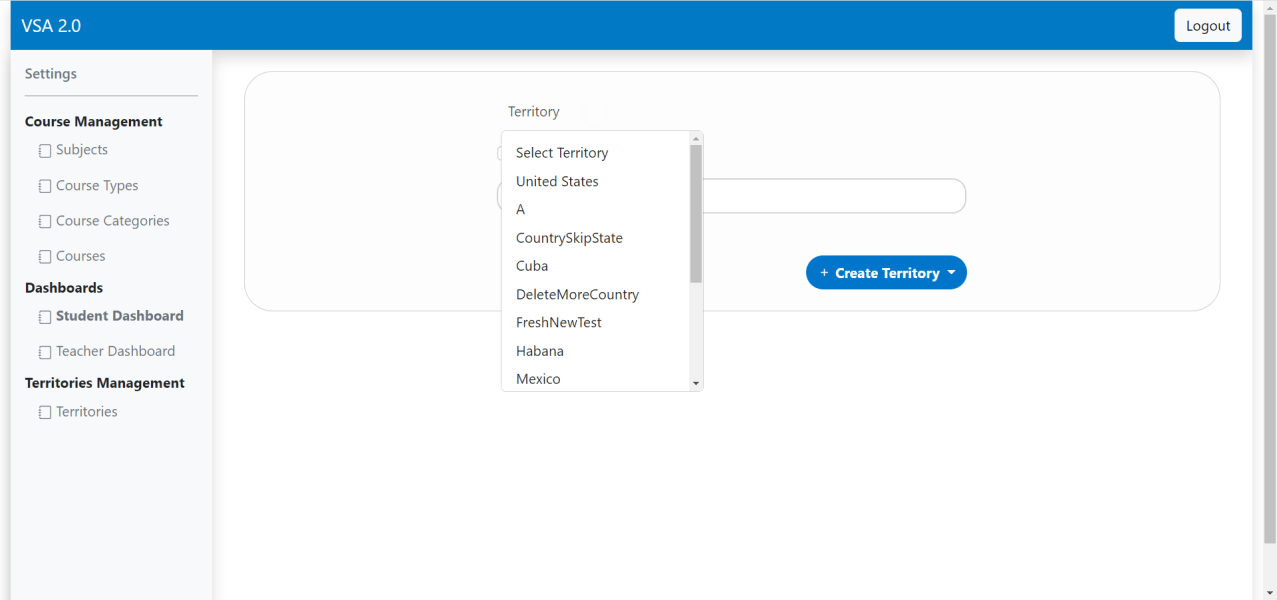 VSA 2.0
Logout
Settings
Course Management
Subjects
Course Types
Course Categories
Courses
Dashboards
Student Dashboard
Teacher Dashboard
Territories Management
Territories
Territory
Select Territory
United States
A
CountrySkipState
Cuba
DeleteMoreCountry
FreshNewTest
Habana
Mexico
+ Create Territory